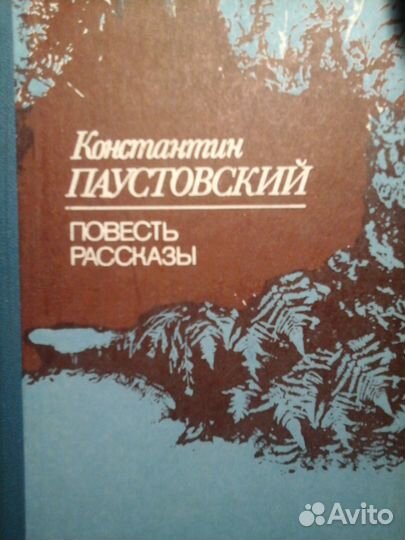 Константин
ПАУСТОВСКИЙ
ПОВЕСТЬ
РАССКАЗЫ
Avito